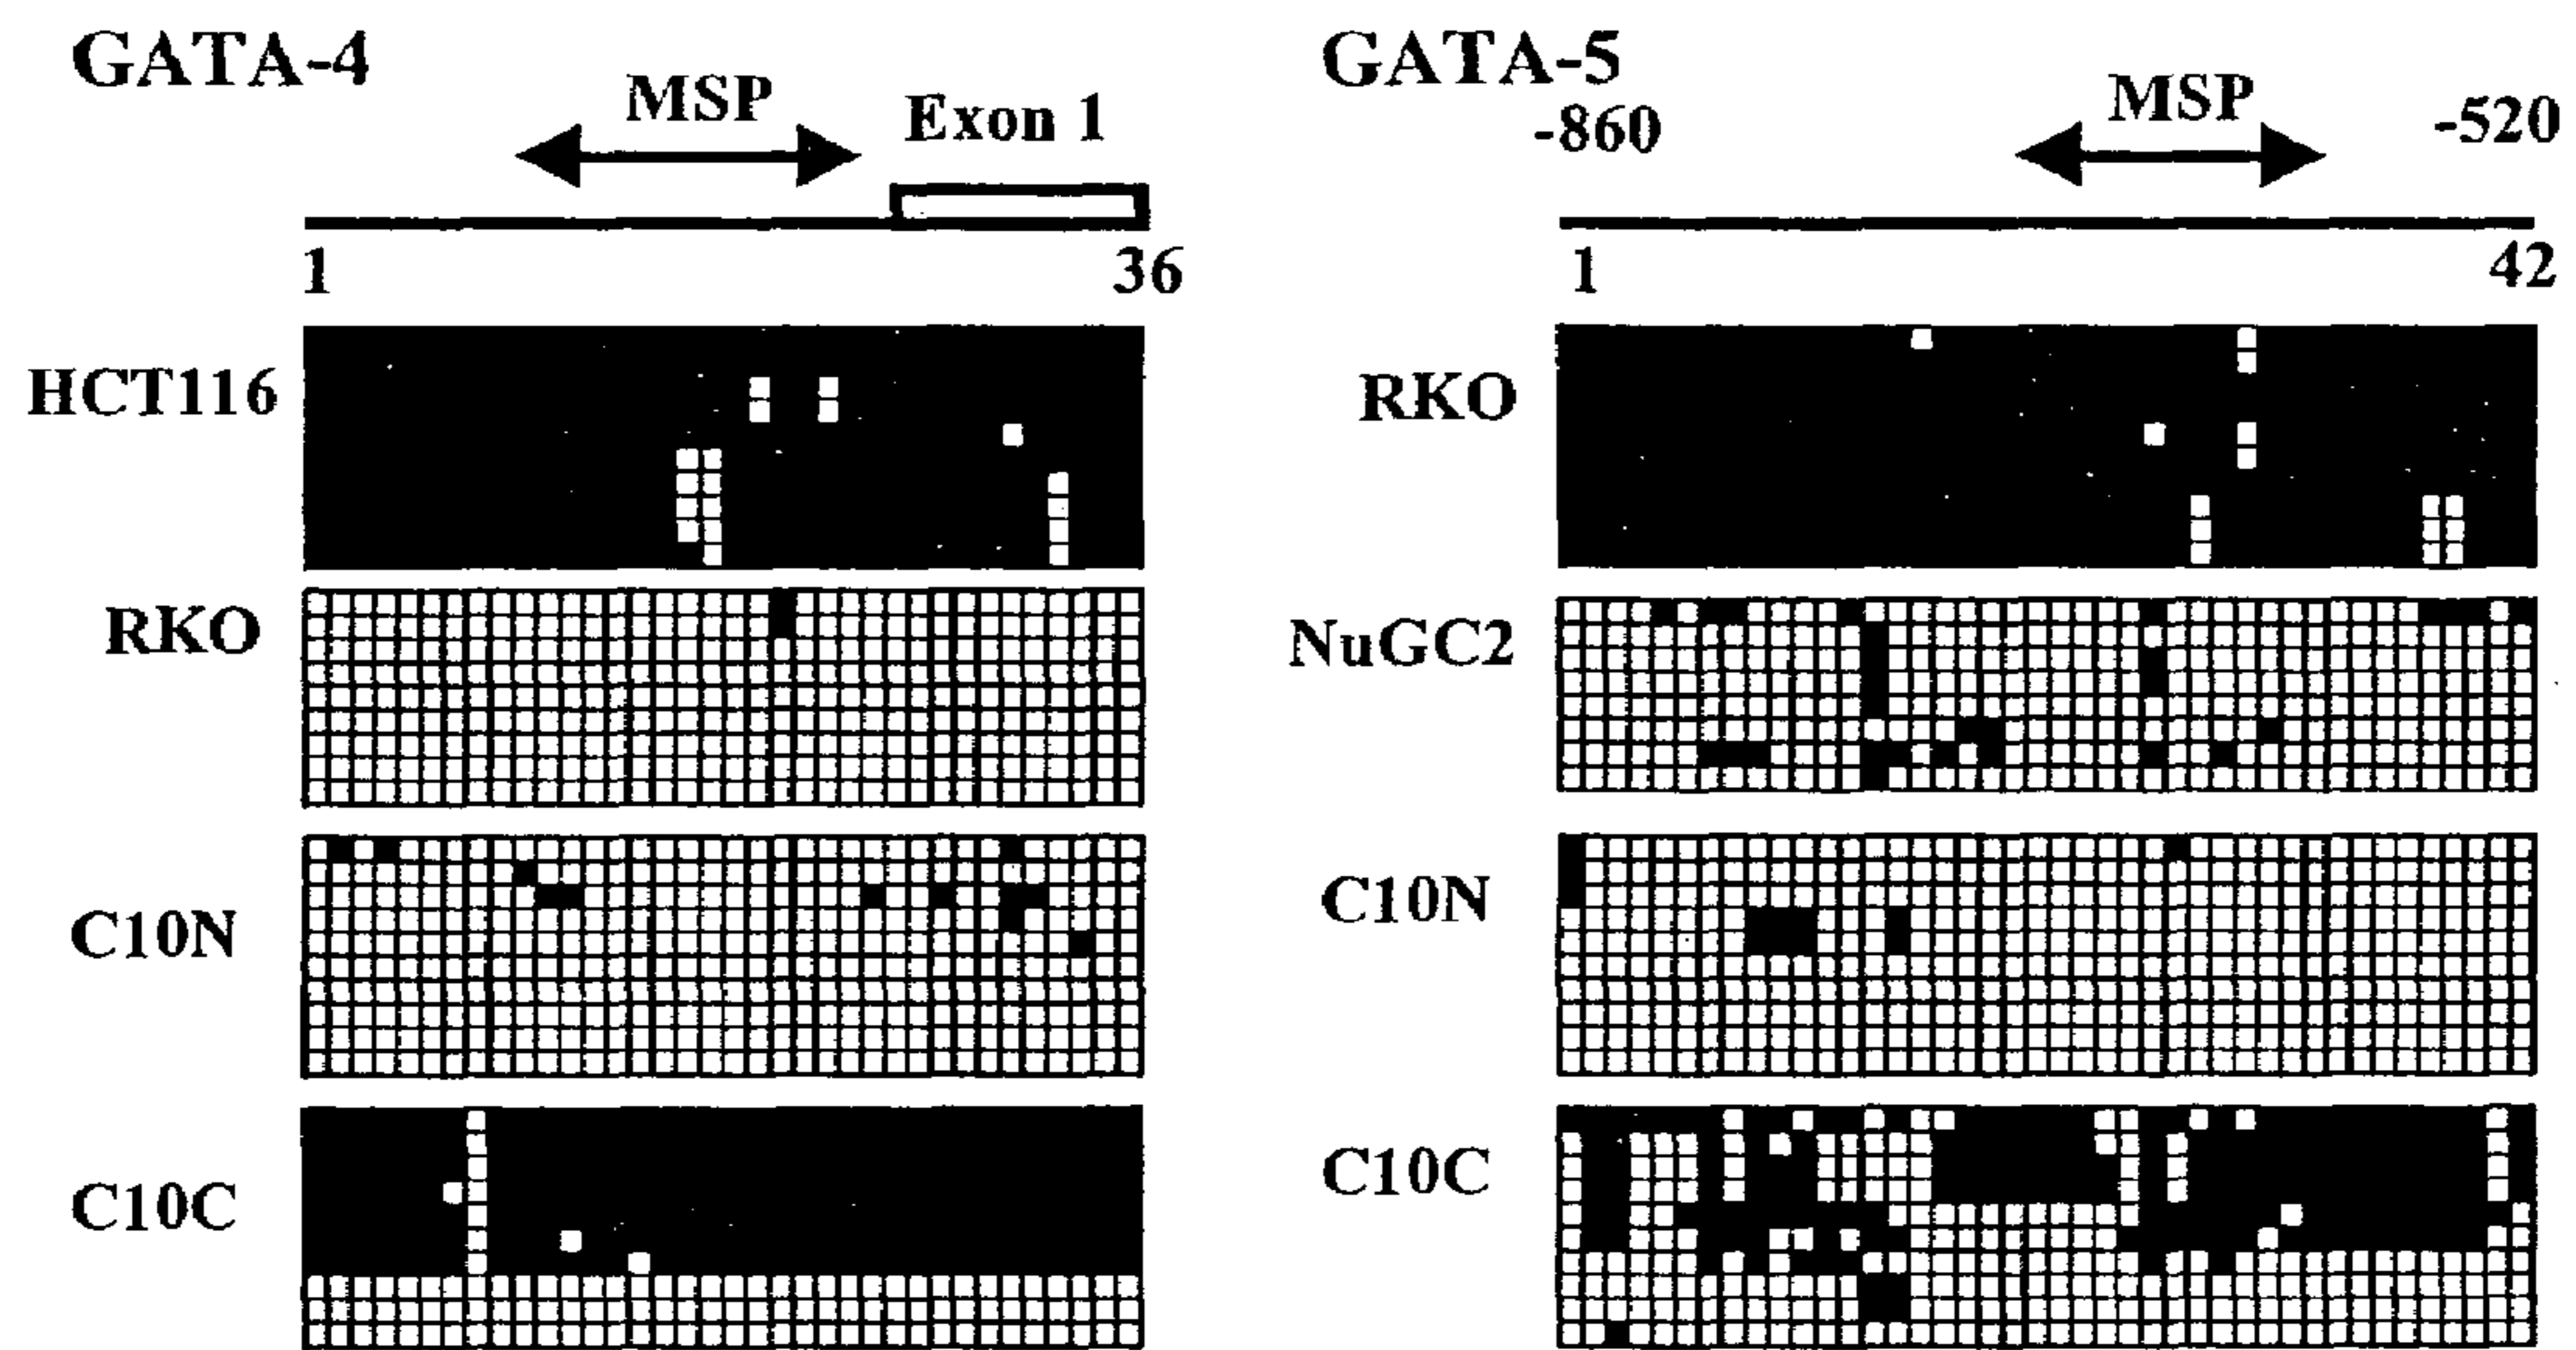 GATA-4
MSP
Exon 1
1
36
HCT116
RKO
C10N
C10C
GATA-5
-860
MSP
-520
1
42
RKO
NuGC2
C10N
C10C